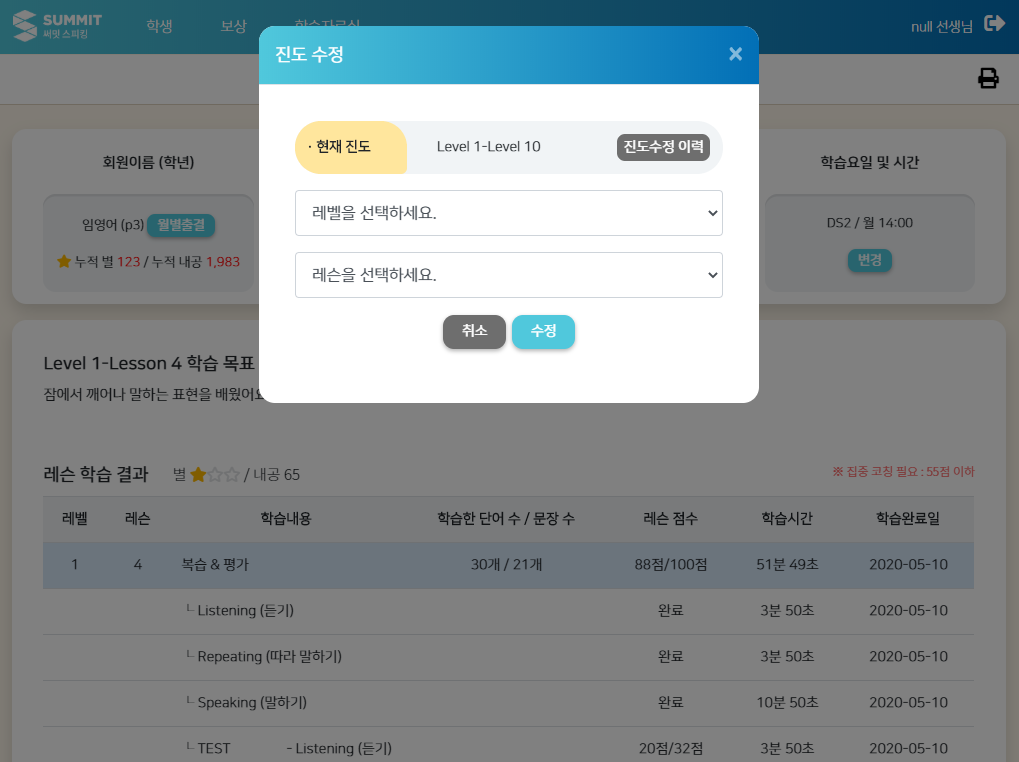 SUMMIT
써밋 스피킹
학생 보상 학습자료실
null 선생님
진도 수정 ×
· 현재 진도 Level 1-Level 10 진도수정 이력
레벨을 선택하세요.
레슨을 선택하세요.
취소 수정
회원이름 (학년) 학습요일 및 시간
임영어 (p3) 월별출결 DS2 / 월 14:00
누적 별 123 / 누적 내공 1,983 변경
Level 1-Lesson 4 학습 목표
잠에서 깨어나 말하는 표현을 배웠어요
레슨 학습 결과 별 / 내공 65 ※ 집중 코칭 필요 : 55점 이하
레벨 레슨 학습내용 학습한 단어 수 / 문장 수 레슨 점수 학습시간 학습완료일
1 4 복습 & 평가 30개 / 21개 88점/100점 51분 49초 2020-05-10
ㄴ Listening (듣기) 완료 3분 50초 2020-05-10
ㄴ Repeating (따라 말하기) 완료 3분 50초 2020-05-10
ㄴ Speaking (말하기) 완료 10분 50초 2020-05-10
ㄴ TEST - Listening (듣기) 20점/32점 3분 50초 2020-05-10